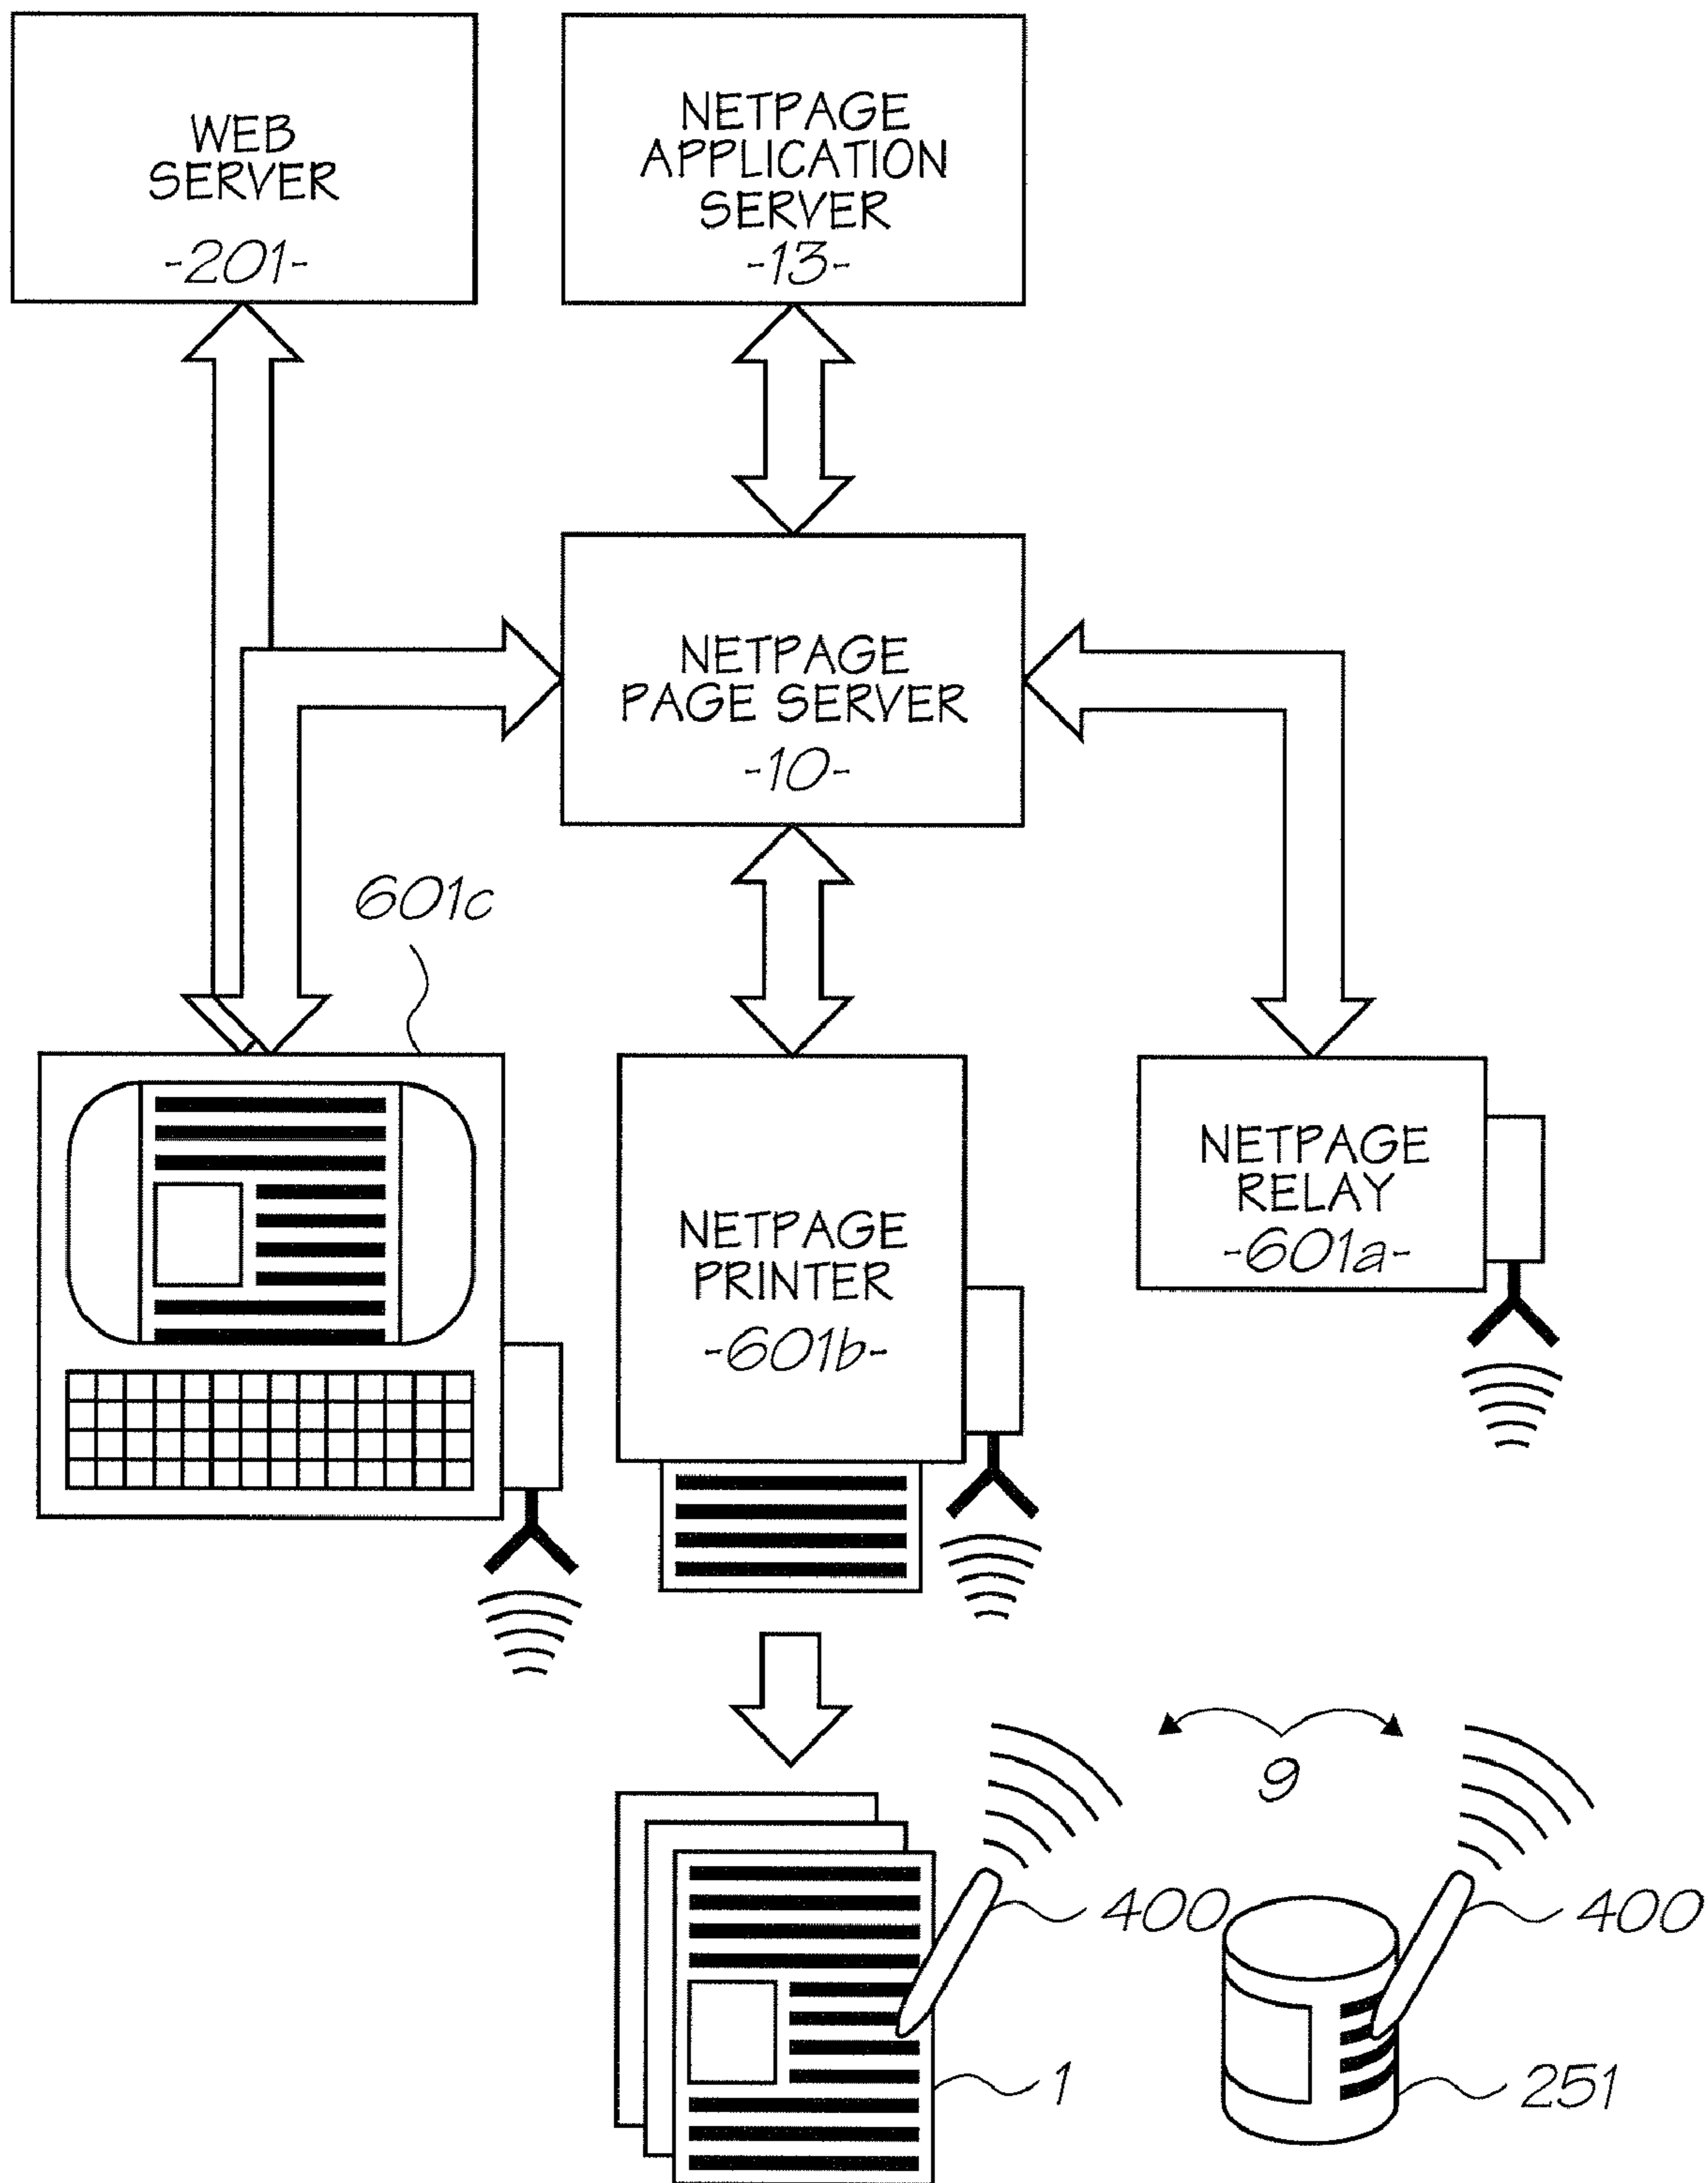 WEB
SERVER
-201-
NETPAGE
APPLICATION
SERVER
-13-
NETPAGE
PAGE SERVER
-10-
601c
NETPAGE
PRINTER
-601b-
NETPAGE
RELAY
-601a-
9
400
400
1
251